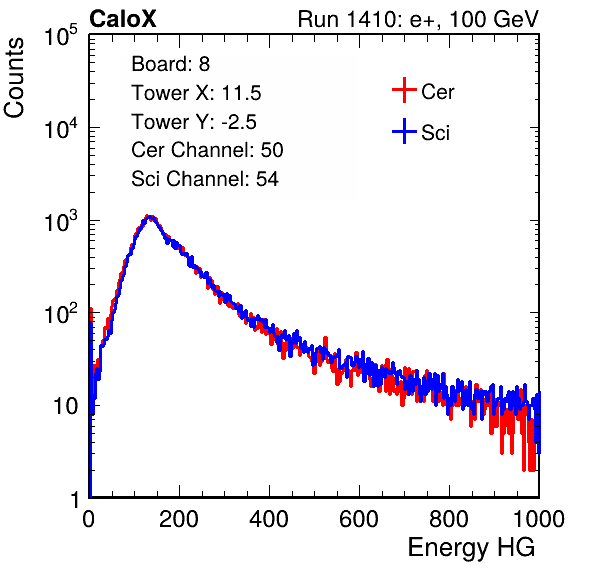 CaloX Run 1410: e+, 100 GeV
Board: 8
Tower X: 11.5
Tower Y: -2.5
Cer Channel: 50
Sci Channel: 54
Cer
Sci
Counts
10^5
10^4
10^3
10^2
10
1
0 200 400 600 800 1000
Energy HG